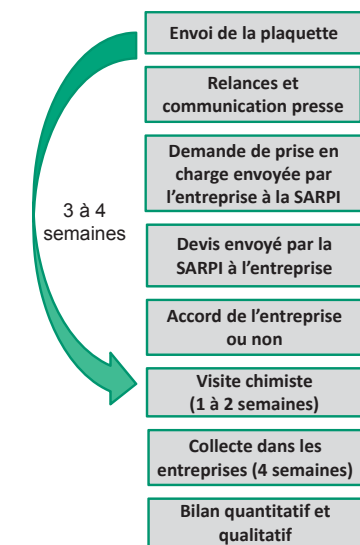 Envoi de la plaquette
Relances et
communication presse
Demande de prise en
charge envoyée par
l'entreprise à la SARPI
3 à 4
semaines
Devis envoyé par la
SARPI à l'entreprise
Accord de l'entreprise
ou non
Visite chimiste
(1 à 2 semaines)
Collecte dans les
entreprises (4 semaines)
Bilan quantitatif et
qualitatif